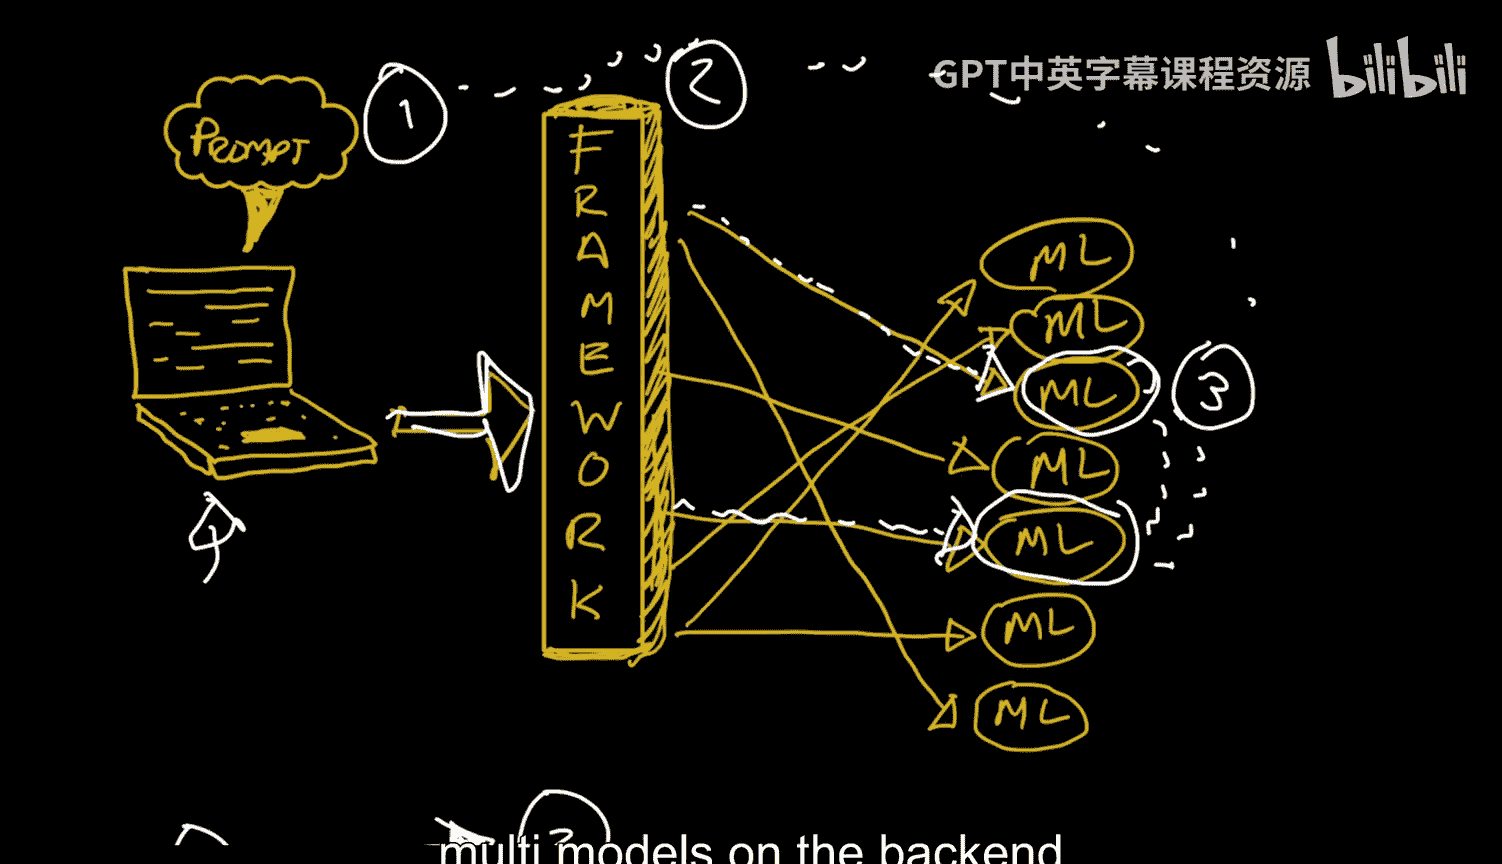 GPT中英字幕课程资源 bilibili
PROMPT
1
2
FRAMEWORK
ML
ML
ML
3
ML
ML
ML
ML
multi models on the backend